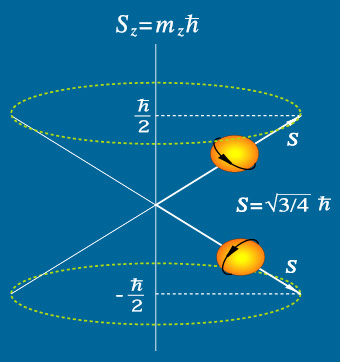 S_z=m_zħ
ħ/2
S
S=√3/4 ħ
S
-ħ/2